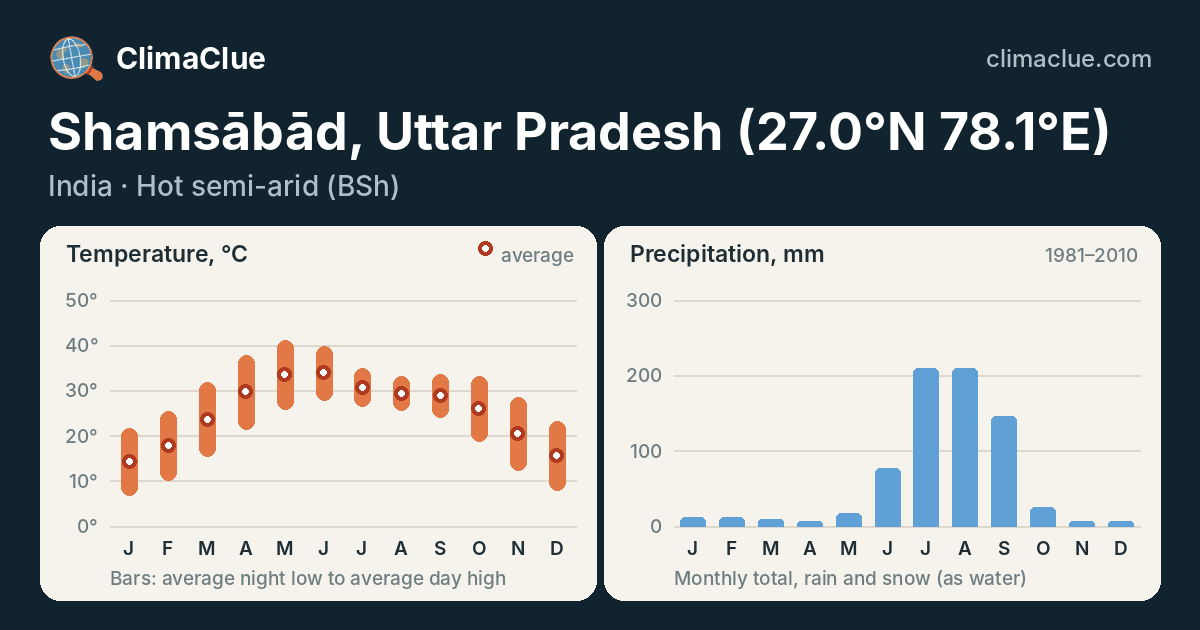 ClimaClue
climaclue.com
Shamsābād, Uttar Pradesh (27.0°N 78.1°E)
India · Hot semi-arid (BSh)
Temperature, °C
average
50°
40°
30°
20°
10°
0°
J F M A M J J A S O N D
Bars: average night low to average day high
Precipitation, mm
1981–2010
300
200
100
0
J F M A M J J A S O N D
Monthly total, rain and snow (as water)